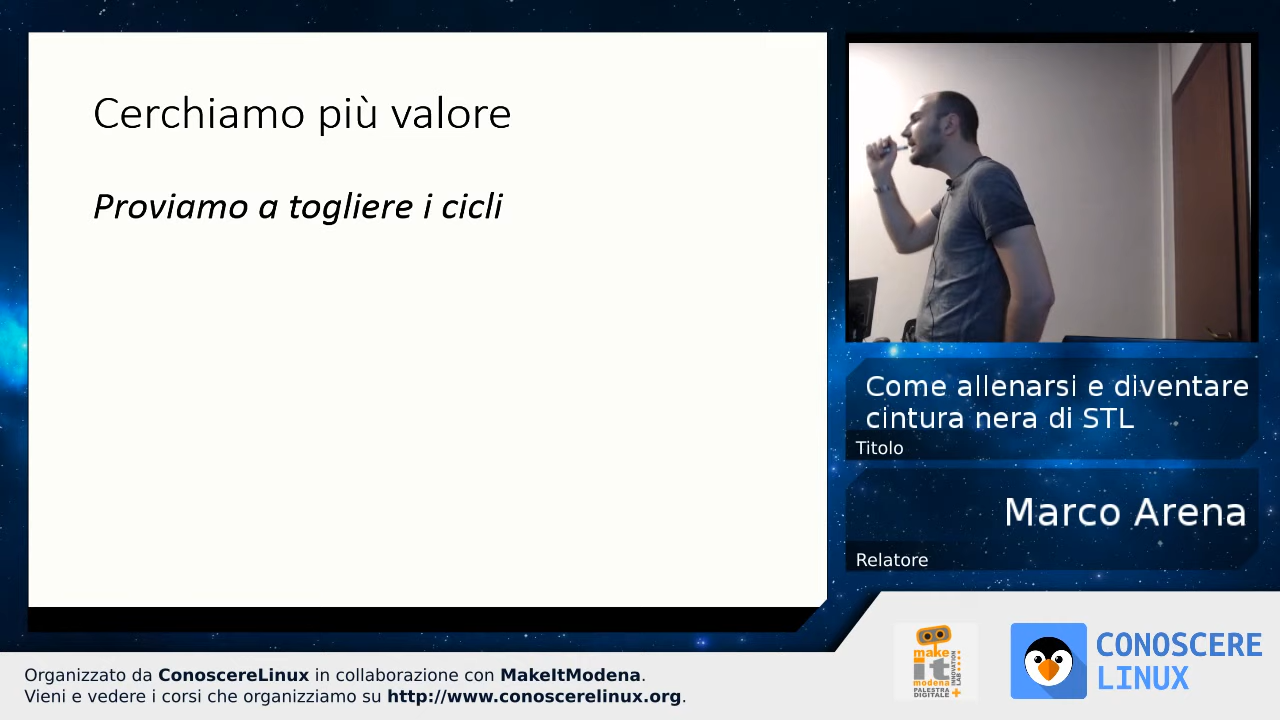 Cerchiamo più valore
Proviamo a togliere i cicli
Come allenarsi e diventare
cintura nera di STL
Titolo
Marco Arena
Relatore
make
it
modena
PALESTRA
DIGITALE
INNOVATION
LAB
CONOSCERE
LINUX
Organizzato da ConoscereLinux in collaborazione con MakeItModena.
Vieni e vedere i corsi che organizziamo su http://www.conoscerelinux.org.